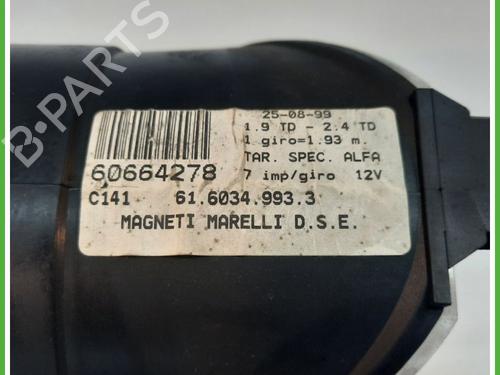 25-08-99
1.9 TD - 2.4 TD
1 giro=1.93 m.
TAR. SPEC. ALFA
60664278 7 imp/giro 12V
C141 61.6034.993.3
MAGNETI MARELLI D.S.E.
B-PARTS